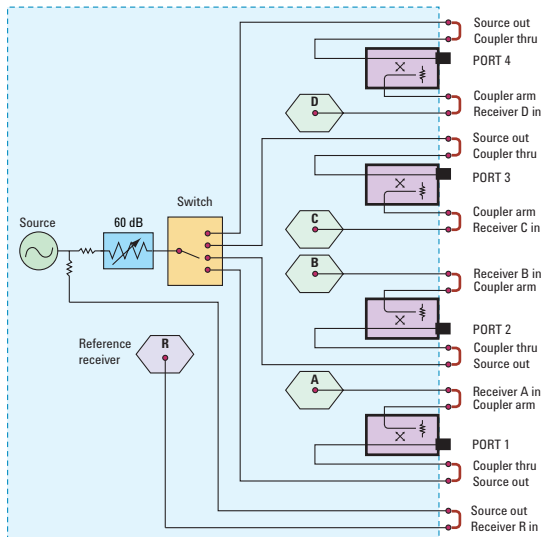 Source out
Coupler thru
PORT 4
Coupler arm
D
Receiver D in
Source out
Coupler thru
PORT 3
Switch
Source
60 dB
Coupler arm
C
Receiver C in
B
Receiver B in
Coupler arm
PORT 2
Reference
receiver
R
Coupler thru
Source out
A
Receiver A in
Coupler arm
PORT 1
Coupler thru
Source out
Source out
Receiver R in